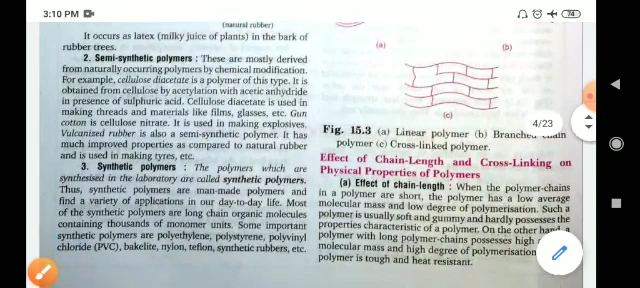 3:10 PM
74
(natural rubber)
It occurs as latex (milky juice of plants) in the bark of
rubber trees.
2. Semi-synthetic polymers : These are mostly derived
from naturally occurring polymers by chemical modification.
For example, cellulose diacetate is a polymer of this type. It is
obtained from cellulose by acetylation with acetic anhydride
in presence of sulphuric acid. Cellulose diacetate is used in
making threads and materials like films, glasses, etc. Gun
cotton is cellulose nitrate. It is used in making explosives.
Vulcanized rubber is also a semi-synthetic polymer. It has
much improved properties as compared to natural rubber
and is used in making tyres, etc.
3. Synthetic polymers : The polymers which are
synthesised in the laboratory are called synthetic polymers.
Thus, synthetic polymers are man-made polymers and
find a variety of applications in our day-to-day life. Most
of the synthetic polymers are long chain organic molecules
containing thousands of monomer units. Some important
synthetic polymers are polyethylene, polystyrene, polyvinyl
chloride (PVC), bakelite, nylon, teflon, synthetic rubbers, etc.
(a)
(b)
(c)
4/23
Fig. 15.3 (a) Linear polymer (b) Branched chain
polymer (c) Cross-linked polymer.
Effect of Chain-Length and Cross-Linking on
Physical Properties of Polymers
(a) Effect of chain-length : When the polymer-chains
in a polymer are short, the polymer has a low average
molecular mass and low degree of polymerisation. Such a
polymer is usually soft and gummy and hardly possesses the
properties characteristic of a polymer. On the other hand, a
polymer with long polymer-chains possesses high
molecular mass and high degree of polymerisation
polymer is tough and heat resistant.